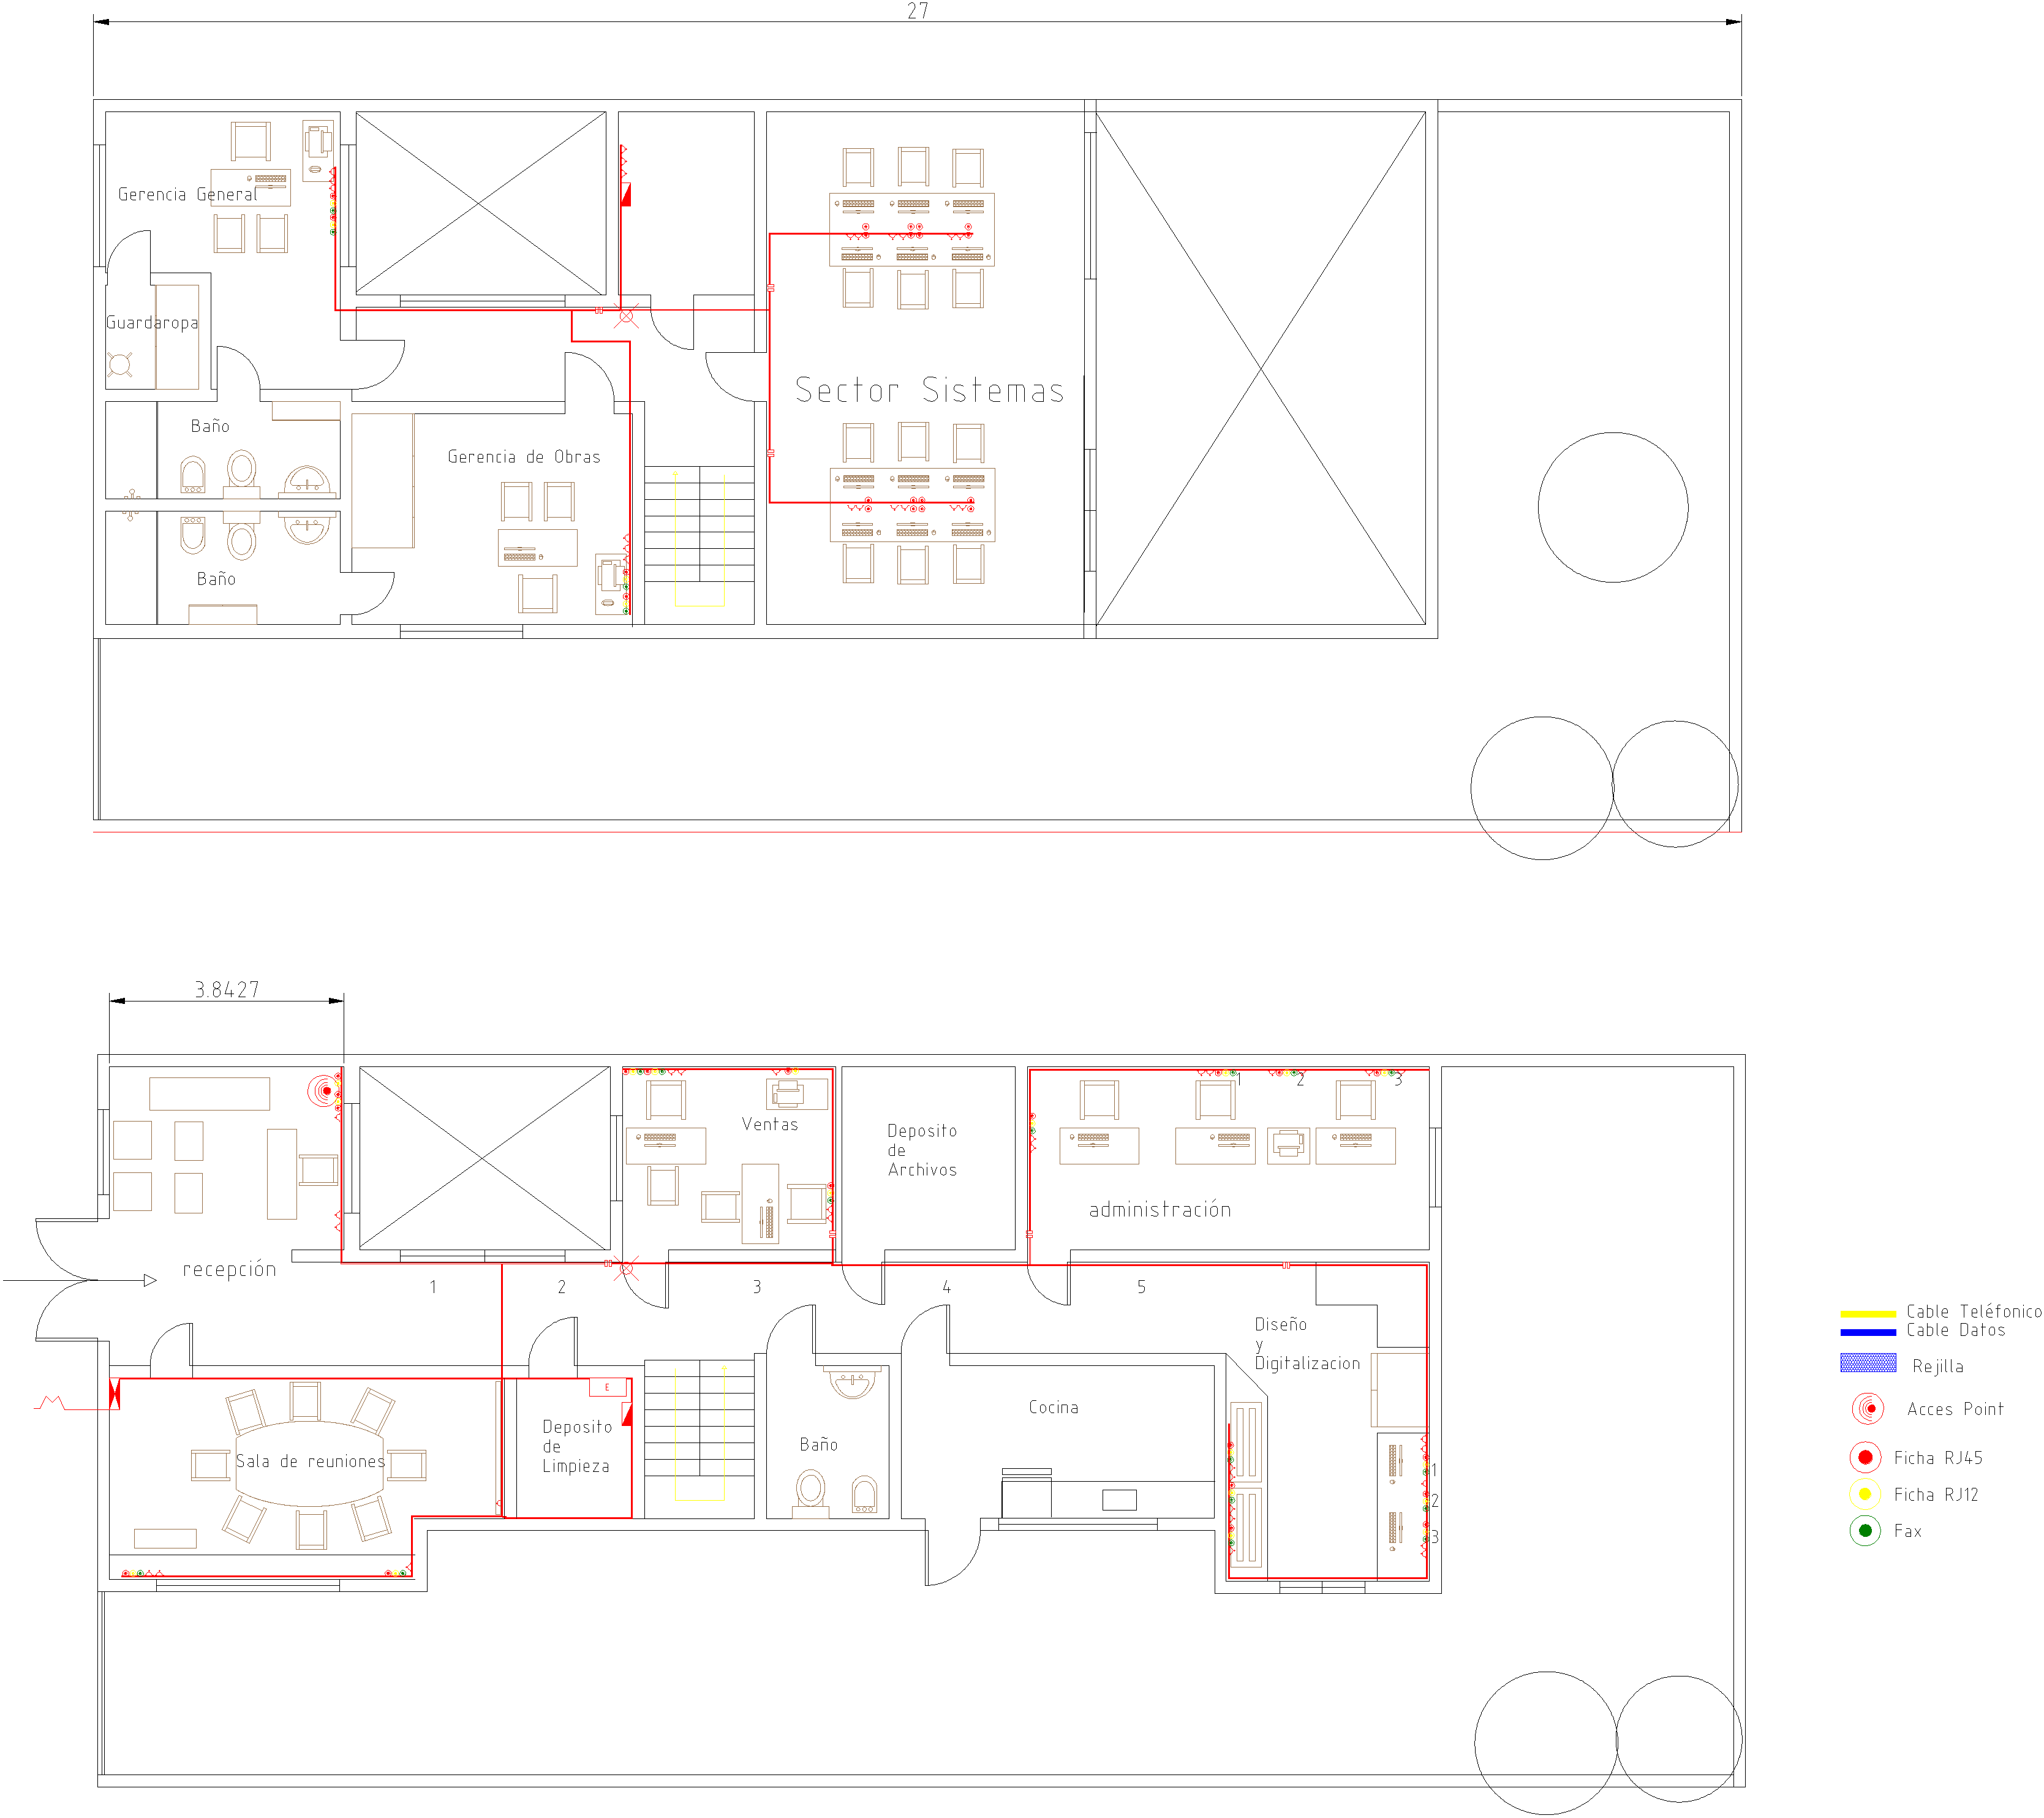 27
Gerencia General
Guardaropa
Baño
Gerencia de Obras
Baño
Sector Sistemas
3.8427
recepción
1
2
3
4
5
Ventas
Deposito
de
Archivos
1
2
3
administración
Sala de reuniones
E
Deposito
de
Limpieza
Baño
Cocina
Diseño
y
Digitalizacion
1
2
3
Cable Teléfonico
Cable Datos
Rejilla
Acces Point
Ficha RJ45
Ficha RJ12
Fax